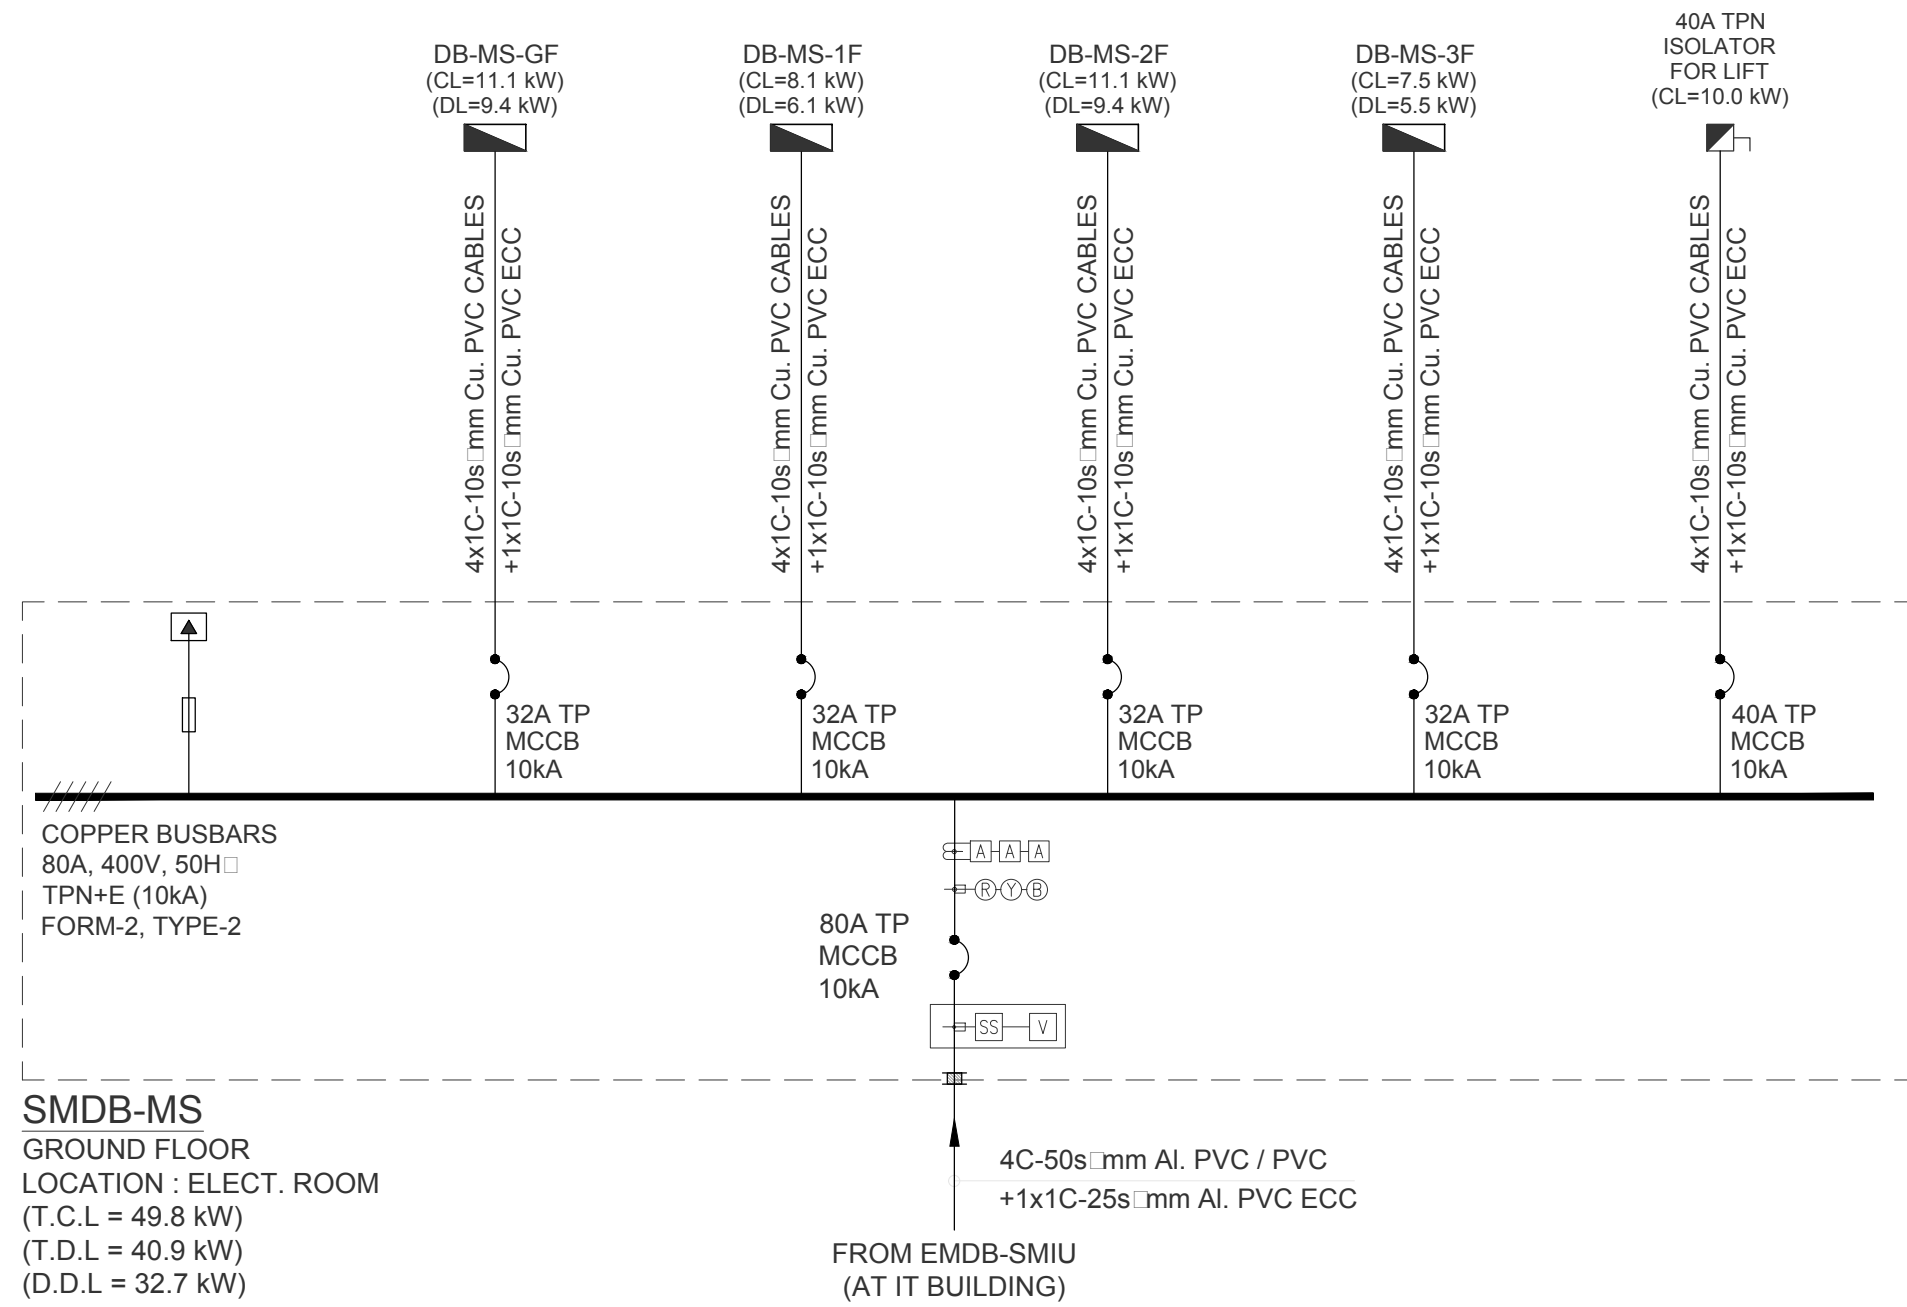 DB-MS-GF
(CL=11.1 kW)
(DL=9.4 kW)
DB-MS-1F
(CL=8.1 kW)
(DL=6.1 kW)
DB-MS-2F
(CL=11.1 kW)
(DL=9.4 kW)
DB-MS-3F
(CL=7.5 kW)
(DL=5.5 kW)
40A TPN
ISOLATOR
FOR LIFT
(CL=10.0 kW)
4x1C-10s□mm Cu. PVC CABLES
+1x1C-10s□mm Cu. PVC ECC
4x1C-10s□mm Cu. PVC CABLES
+1x1C-10s□mm Cu. PVC ECC
4x1C-10s□mm Cu. PVC CABLES
+1x1C-10s□mm Cu. PVC ECC
4x1C-10s□mm Cu. PVC CABLES
+1x1C-10s□mm Cu. PVC ECC
4x1C-10s□mm Cu. PVC CABLES
+1x1C-10s□mm Cu. PVC ECC
32A TP
MCCB
10kA
32A TP
MCCB
10kA
32A TP
MCCB
10kA
32A TP
MCCB
10kA
40A TP
MCCB
10kA
COPPER BUSBARS
80A, 400V, 50H□
TPN+E (10kA)
FORM-2, TYPE-2
A A A
R Y B
80A TP
MCCB
10kA
SS V
SMDB-MS
GROUND FLOOR
LOCATION : ELECT. ROOM
(T.C.L = 49.8 kW)
(T.D.L = 40.9 kW)
(D.D.L = 32.7 kW)
4C-50s□mm Al. PVC / PVC
+1x1C-25s□mm Al. PVC ECC
FROM EMDB-SMIU
(AT IT BUILDING)